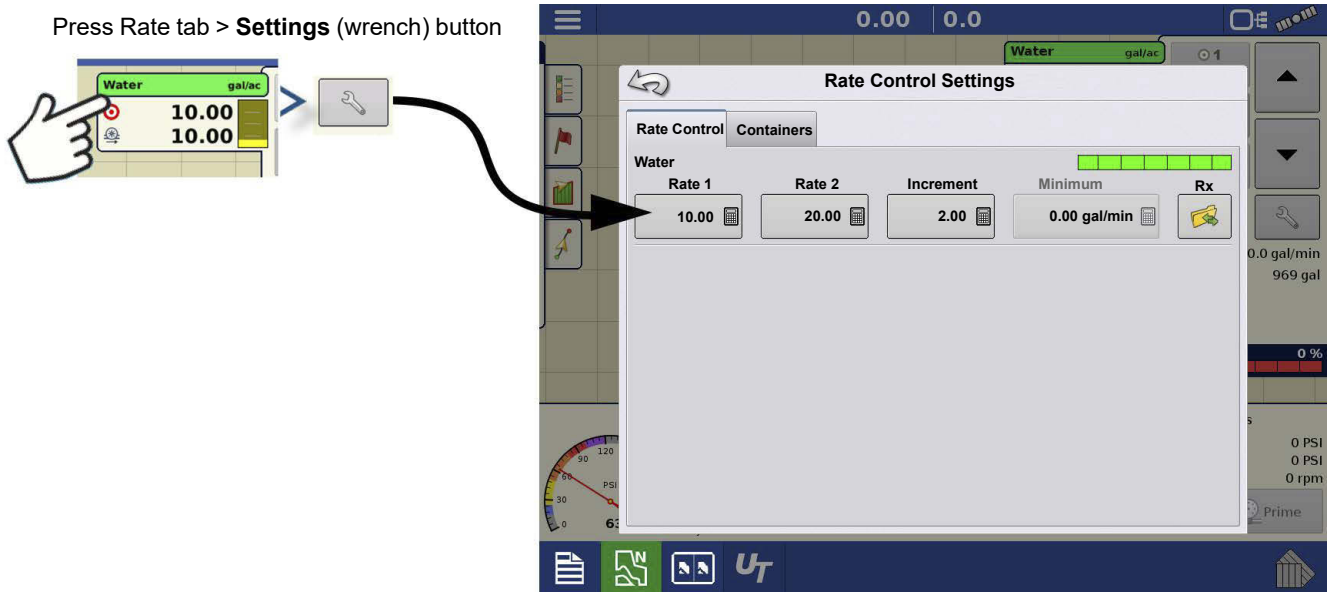 Press Rate tab > Settings (wrench) button
Water gal/ac
10.00
10.00
0.00 0.0
Water gal/ac
1
Rate Control Settings
Rate Control Containers
Water
Rate 1 Rate 2 Increment Minimum Rx
10.00 20.00 2.00 0.00 gal/min
0.0 gal/min
969 gal
0 %
s
0 PSI
0 PSI
0 rpm
Prime
120
90
60
PSI
30
0
63
N
UT